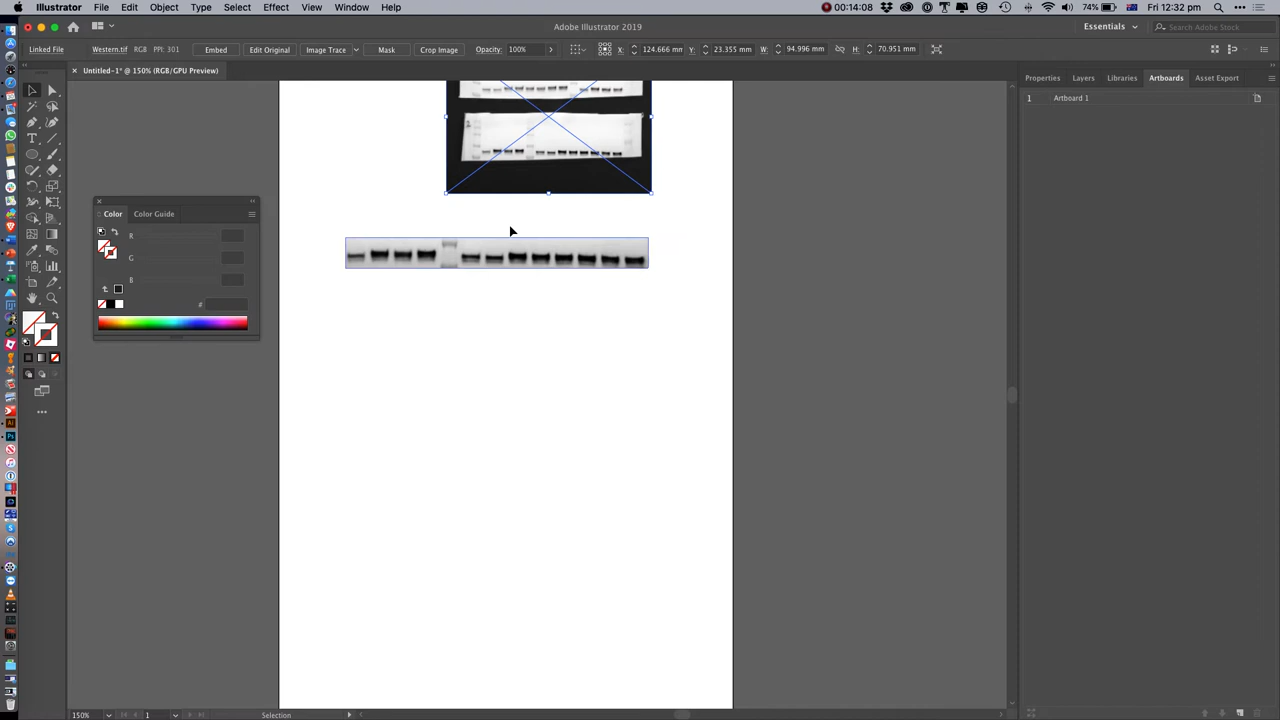 Illustrator File Edit Object Type Select Effect View Window Help 00:14:08 74% Fri 12:32 pm
Adobe Illustrator 2019 Essentials Search Adobe Stock
Linked File Western.tif RGB PPI: 301 Embed Edit Original Image Trace Mask Crop Image Opacity: 100% X: 124.666 mm Y: 23.355 mm W: 94.996 mm H: 70.951 mm
Untitled-1* @ 150% (RGB/GPU Preview)
Properties Layers Libraries Artboards Asset Export
1 Artboard 1
Color Color Guide
R
G
B
#
150% 1 Selection